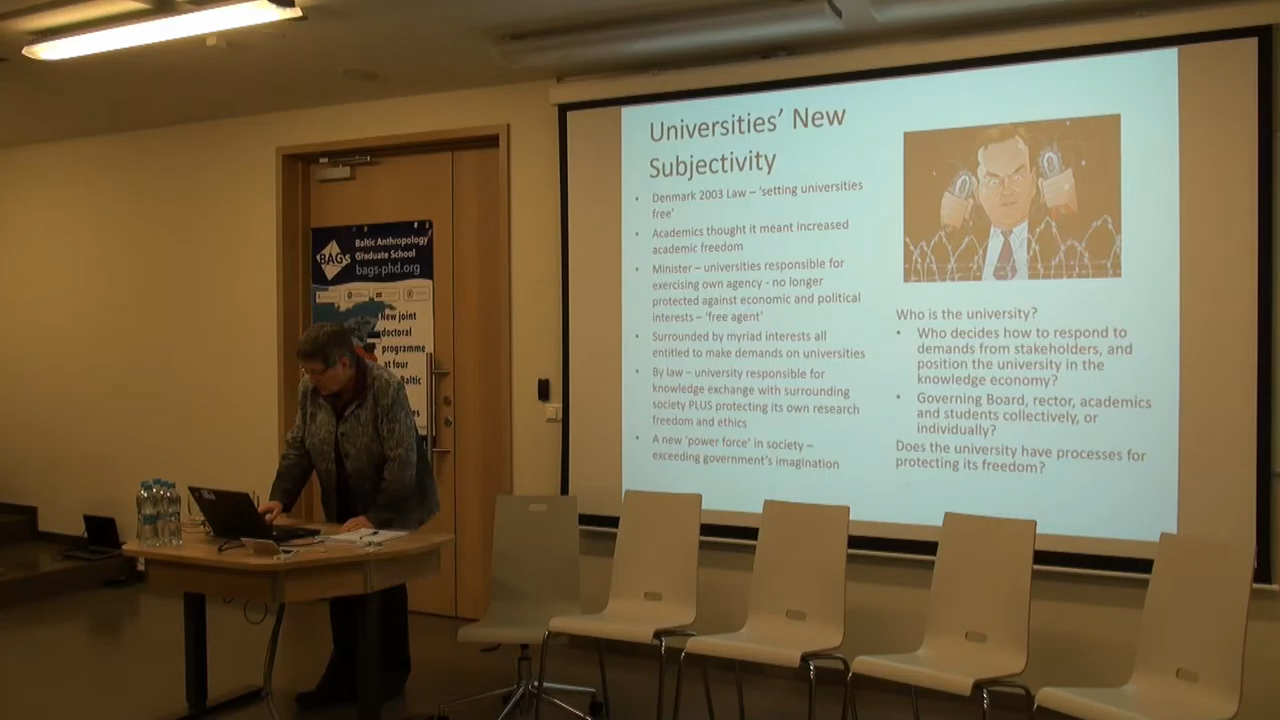 Universities’ New
Subjectivity
• Denmark 2003 Law – ‘setting universities
free’
• Academics thought it meant increased
academic freedom
• Minister – universities responsible for
exercising own agency - no longer
protected against economic and political
interests – ‘free agent’
• Surrounded by myriad interests all
entitled to make demands on universities
• By law – university responsible for
knowledge exchange with surrounding
society PLUS protecting its own research
freedom and ethics
• A new ‘power force’ in society –
exceeding government’s imagination
Who is the university?
• Who decides how to respond to
demands from stakeholders, and
position the university in the
knowledge economy?
• Governing Board, rector, academics
and students collectively, or
individually?
Does the university have processes for
protecting its freedom?
BAGs
Baltic Anthropology
Graduate School
bags-phd.org
New joint
doctoral
programme
at four
Baltic